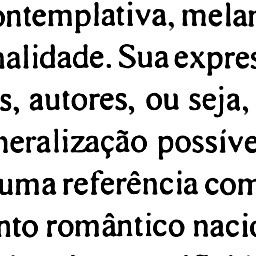 ontemplativa, melan
nalidade. Sua expres
s, autores, ou seja,
neralização possíve
uma referência com
nto romântico nacio